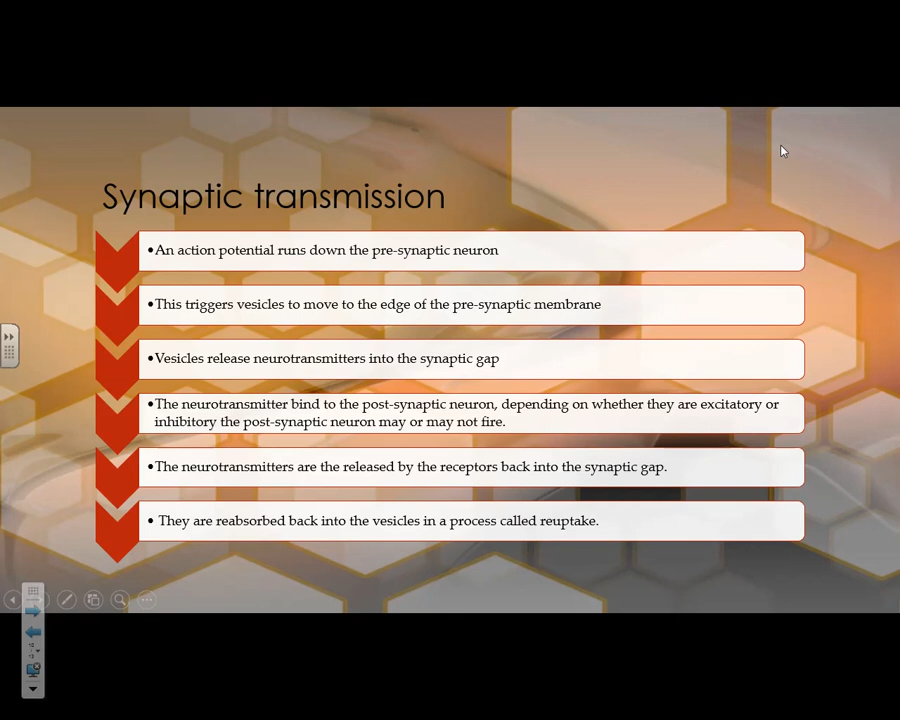 Synaptic transmission
•An action potential runs down the pre-synaptic neuron
•This triggers vesicles to move to the edge of the pre-synaptic membrane
•Vesicles release neurotransmitters into the synaptic gap
•The neurotransmitter bind to the post-synaptic neuron, depending on whether they are excitatory or
inhibitory the post-synaptic neuron may or may not fire.
•The neurotransmitters are the released by the receptors back into the synaptic gap.
• They are reabsorbed back into the vesicles in a process called reuptake.